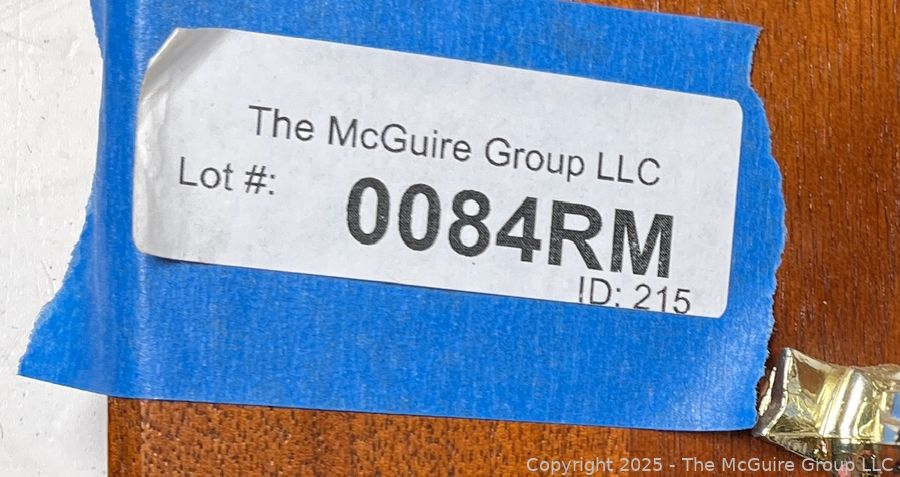 The McGuire Group LLC
Lot #:
0084RM
ID: 215
Copyright 2025 - The McGuire Group LLC